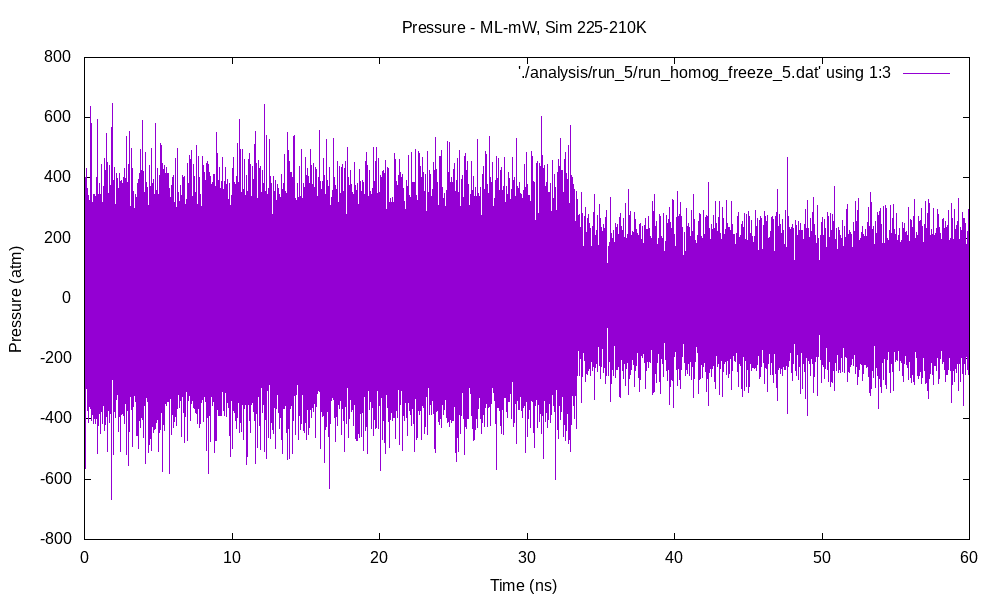 Pressure - ML-mW, Sim 225-210K
'./analysis/run_5/run_homog_freeze_5.dat' using 1:3
800
600
400
200
0
-200
-400
-600
-800
Pressure (atm)
0 10 20 30 40 50 60
Time (ns)